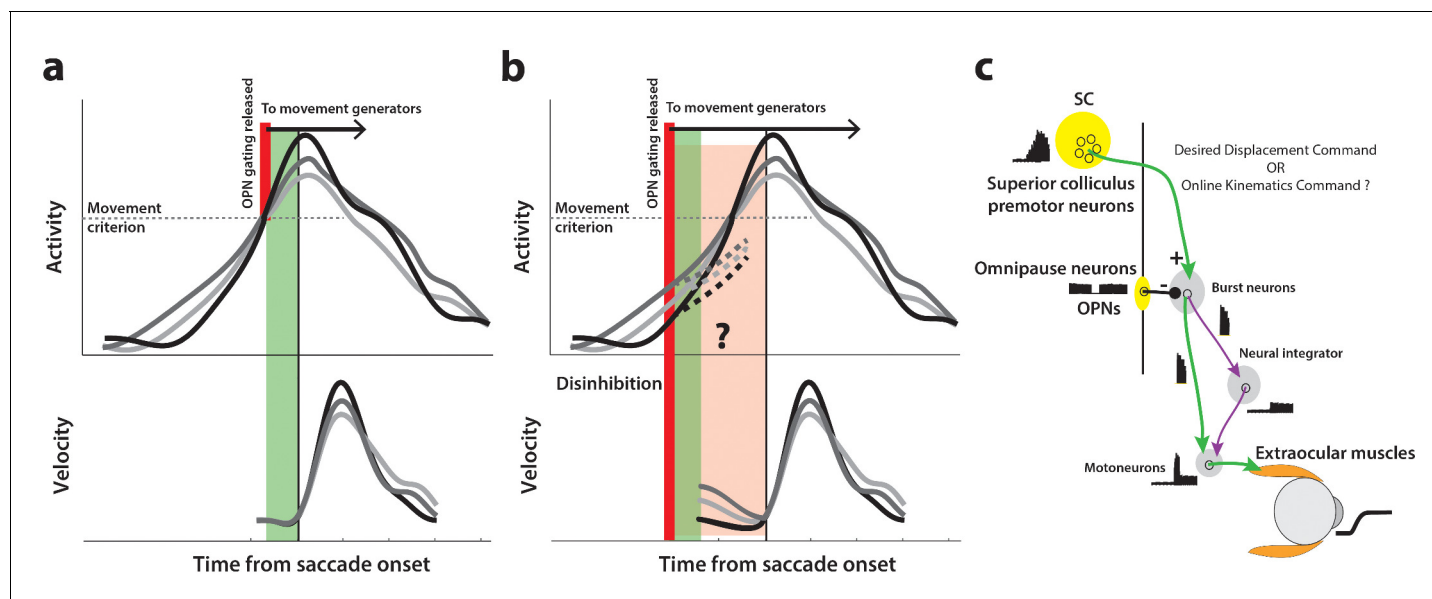 a
OPN gating released
To movement generators
Movement
criterion
Activity
Velocity
Time from saccade onset
b
OPN gating released
To movement generators
Movement
criterion
Activity
?
Disinhibition
Velocity
Time from saccade onset
c
SC
Desired Displacement Command
OR
Online Kinematics Command ?
Superior colliculus
premotor neurons
+
Omnipause neurons
-
OPNs
Burst neurons
Neural integrator
Motoneurons
Extraocular muscles